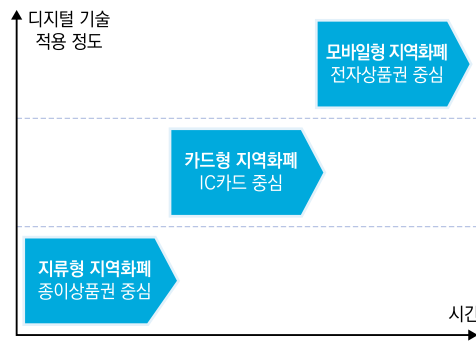 디지털 기술
적용 정도
모바일형 지역화폐
전자상품권 중심
카드형 지역화폐
IC카드 중심
지류형 지역화폐
종이상품권 중심
시간